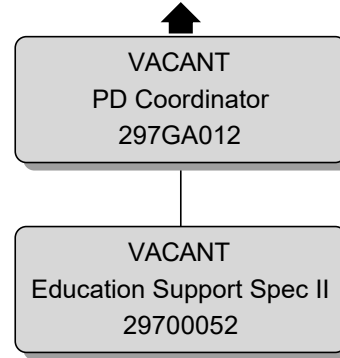 VACANT
PD Coordinator
297GA012
VACANT
Education Support Spec II
29700052